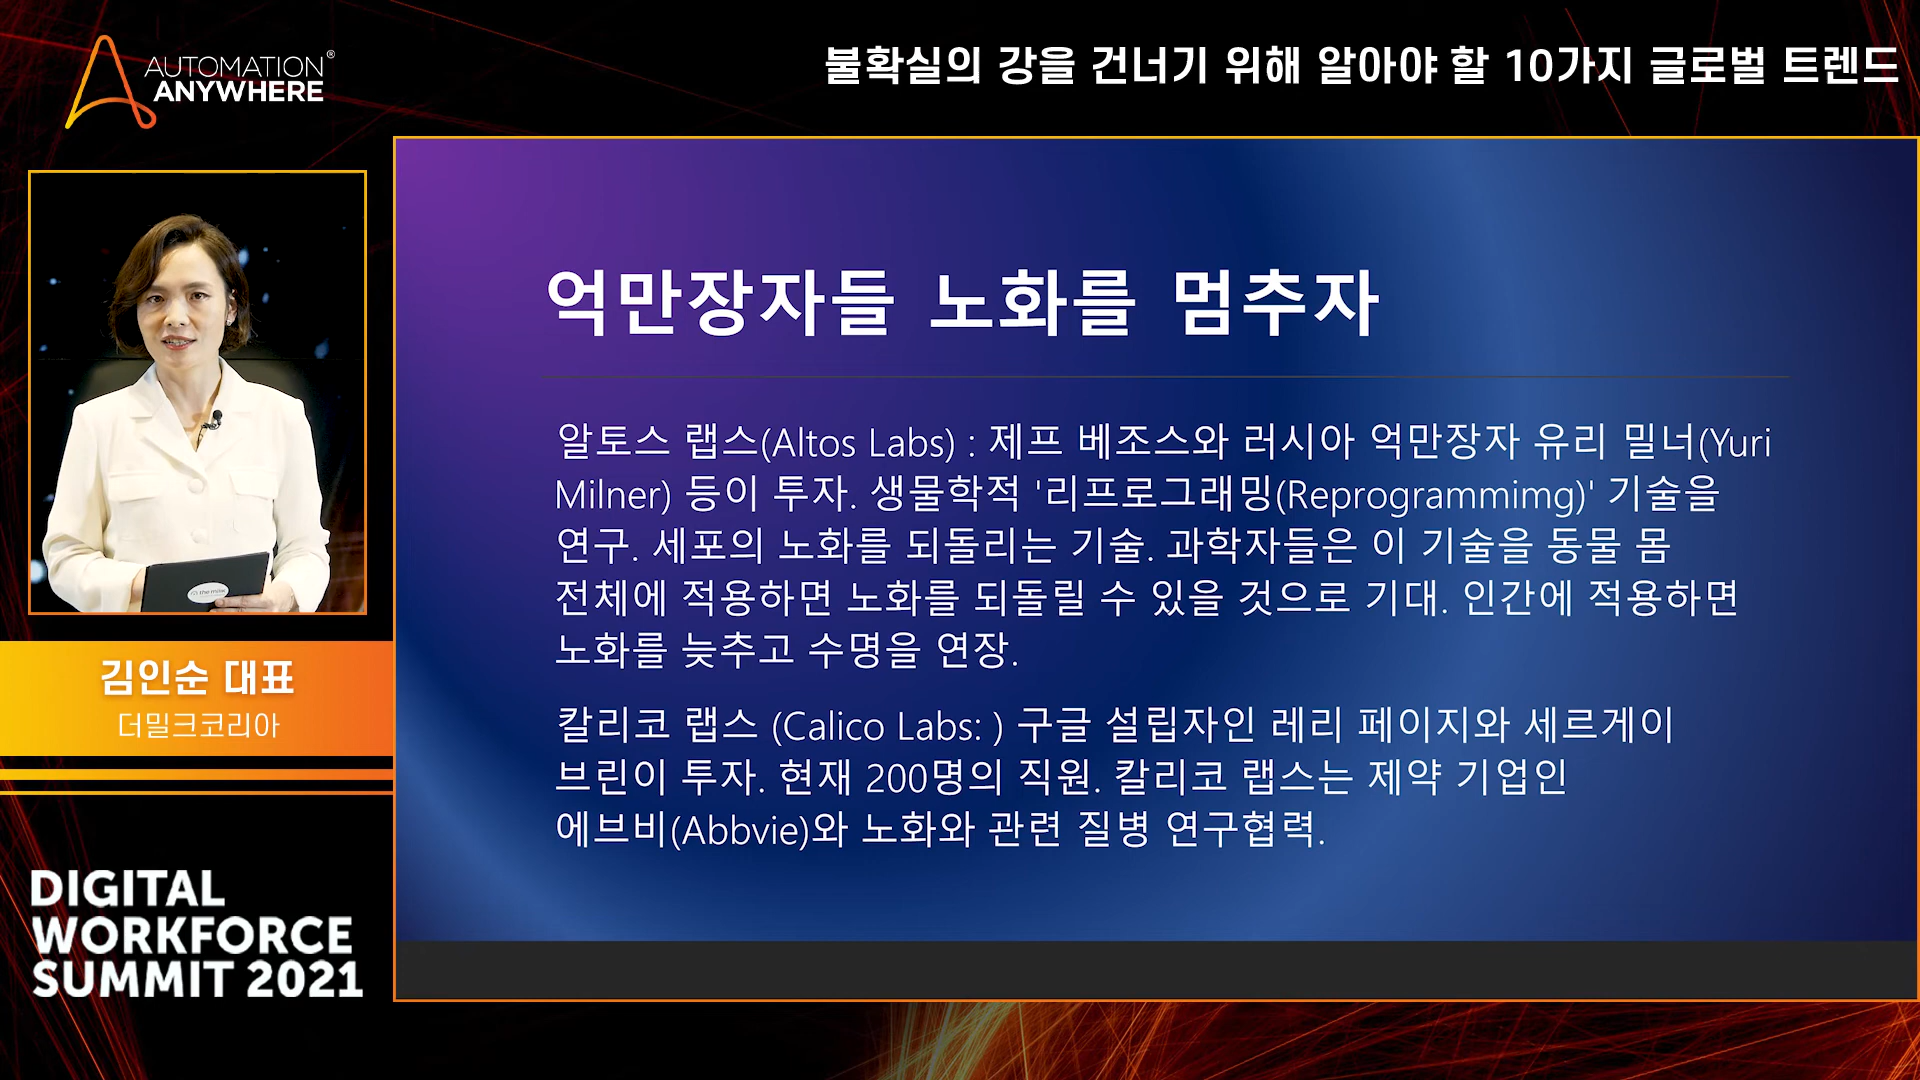 AUTOMATION
ANYWHERE
불확실의 강을 건너기 위해 알아야 할 10가지 글로벌 트렌드
억만장자들 노화를 멈추자
알토스 랩스(Altos Labs) : 제프 베조스와 러시아 억만장자 유리 밀너(Yuri
Milner) 등이 투자. 생물학적 '리프로그래밍(Reprogrammimg)' 기술을
연구. 세포의 노화를 되돌리는 기술. 과학자들은 이 기술을 동물 몸
전체에 적용하면 노화를 되돌릴 수 있을 것으로 기대. 인간에 적용하면
노화를 늦추고 수명을 연장.
칼리코 랩스 (Calico Labs: ) 구글 설립자인 레리 페이지와 세르게이
브린이 투자. 현재 200명의 직원. 칼리코 랩스는 제약 기업인
에브비(Abbvie)와 노화와 관련 질병 연구협력.
the miilk
김인순 대표
더밀크코리아
DIGITAL
WORKFORCE
SUMMIT 2021